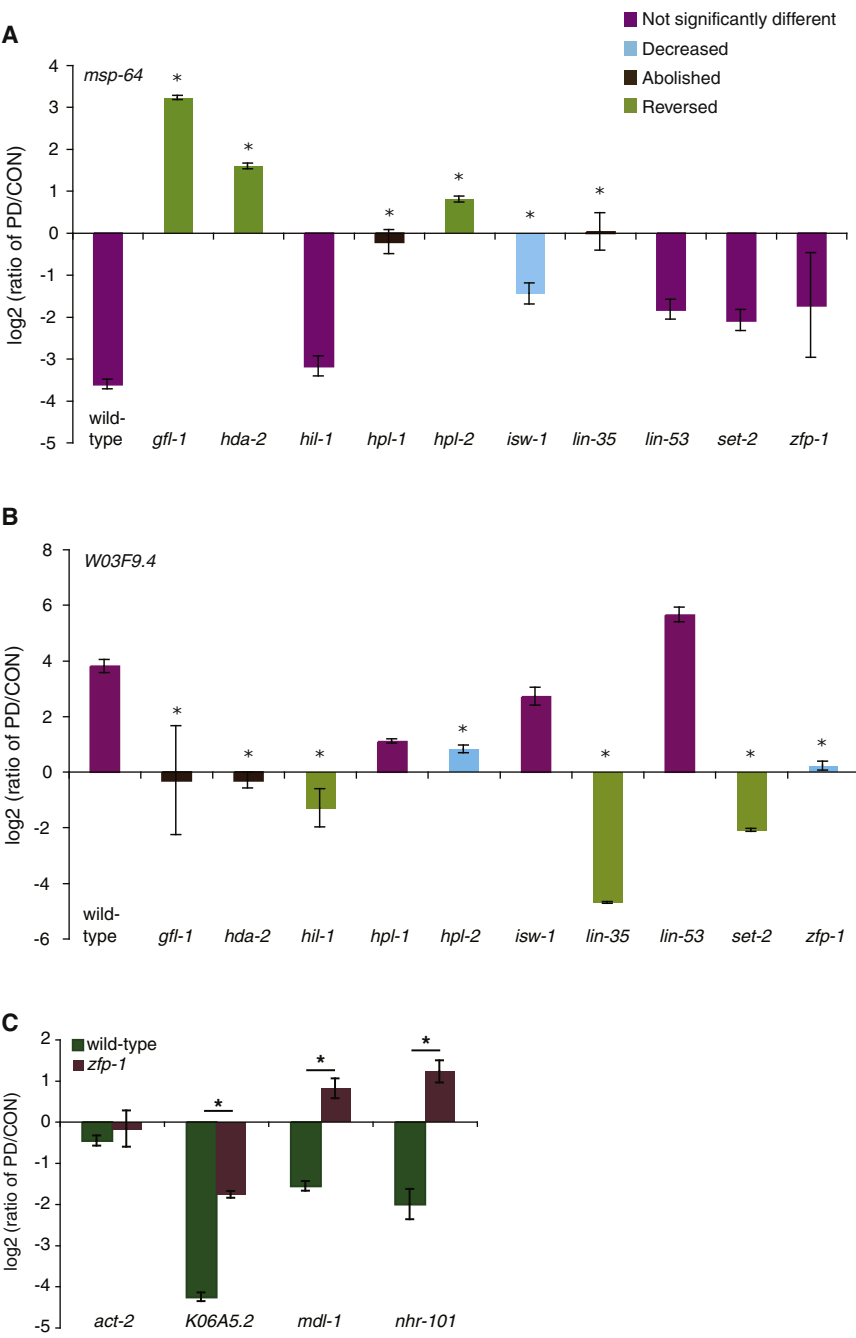 A
Not significantly different
Decreased
Abolished
Reversed
msp-64
log2 (ratio of PD/CON)
4
3
2
1
0
-1
-2
-3
-4
-5
* * * * * *
wild-type gfl-1 hda-2 hil-1 hpl-1 hpl-2 isw-1 lin-35 lin-53 set-2 zfp-1
B
W03F9.4
log2 (ratio of PD/CON)
8
6
4
2
0
-2
-4
-6
* * * * * * *
wild-type gfl-1 hda-2 hil-1 hpl-1 hpl-2 isw-1 lin-35 lin-53 set-2 zfp-1
C
wild-type
zfp-1
log2 (ratio of PD/CON)
2
1
0
-1
-2
-3
-4
-5
* * *
act-2 K06A5.2 mdl-1 nhr-101